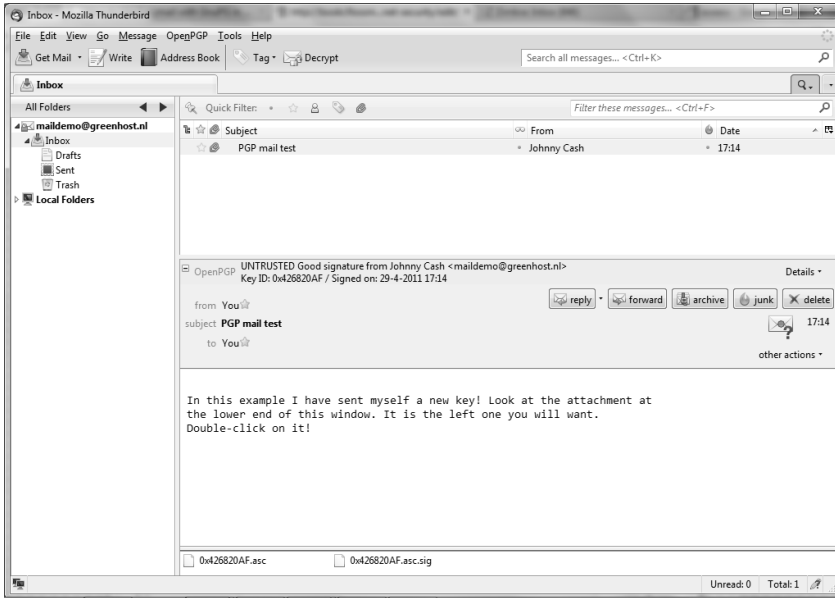 Inbox - Mozilla Thunderbird
File Edit View Go Message OpenPGP Tools Help
Get Mail Write Address Book Tag Decrypt Search all messages... <Ctrl+K>
Inbox
All Folders Quick Filter: Filter these messages... <Ctrl+F>
maildemo@greenhost.nl
Inbox
Drafts
Sent
Trash
Local Folders
Subject From Date
PGP mail test Johnny Cash 17:14
OpenPGP UNTRUSTED Good signature from Johnny Cash <maildemo@greenhost.nl> Details
Key ID: 0x426820AF / Signed on: 29-4-2011 17:14
from You reply forward archive junk delete
subject PGP mail test 17:14
to You
other actions
In this example I have sent myself a new key! Look at the attachment at
the lower end of this window. It is the left one you will want.
Double-click on it!
0x426820AF.asc 0x426820AF.asc.sig
Unread: 0 Total: 1